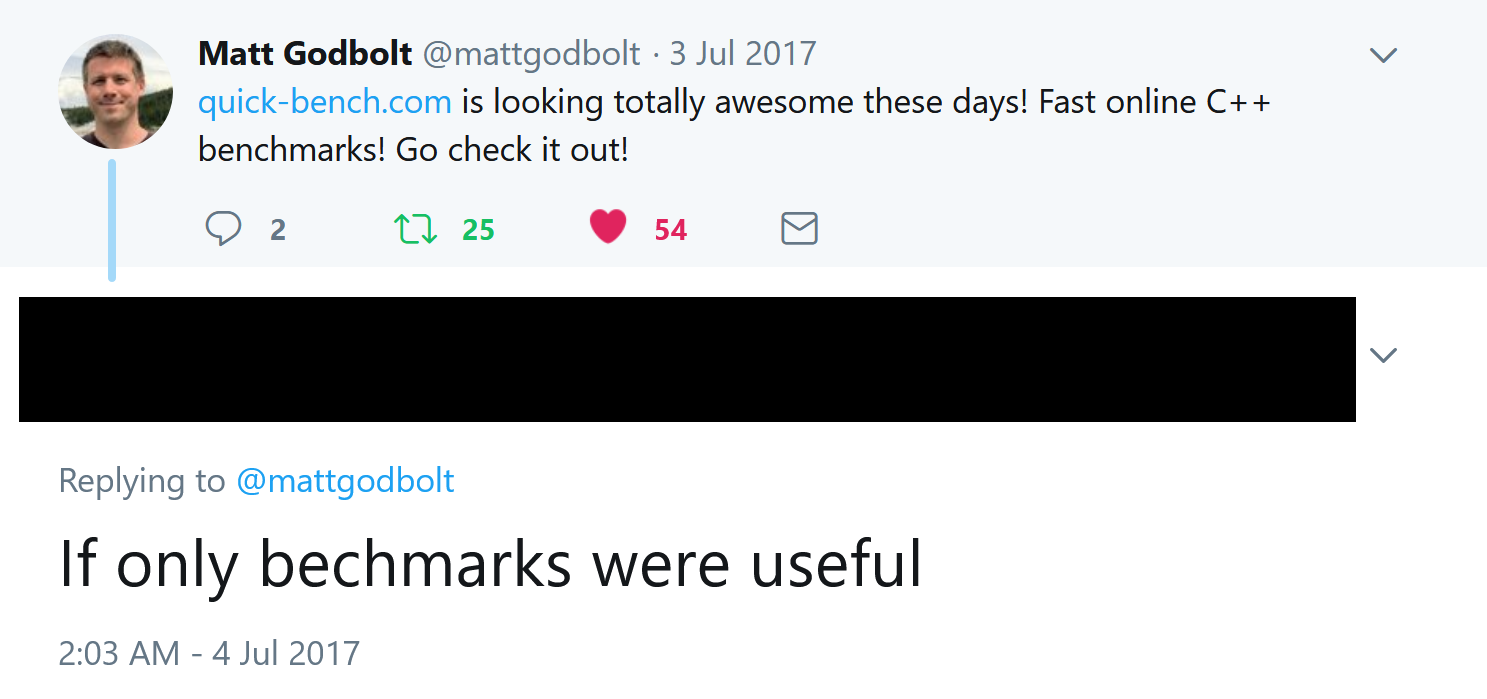 Matt Godbolt @mattgodbolt · 3 Jul 2017
quick-bench.com is looking totally awesome these days! Fast online C++
benchmarks! Go check it out!
2 25 54
Replying to @mattgodbolt
If only bechmarks were useful
2:03 AM - 4 Jul 2017